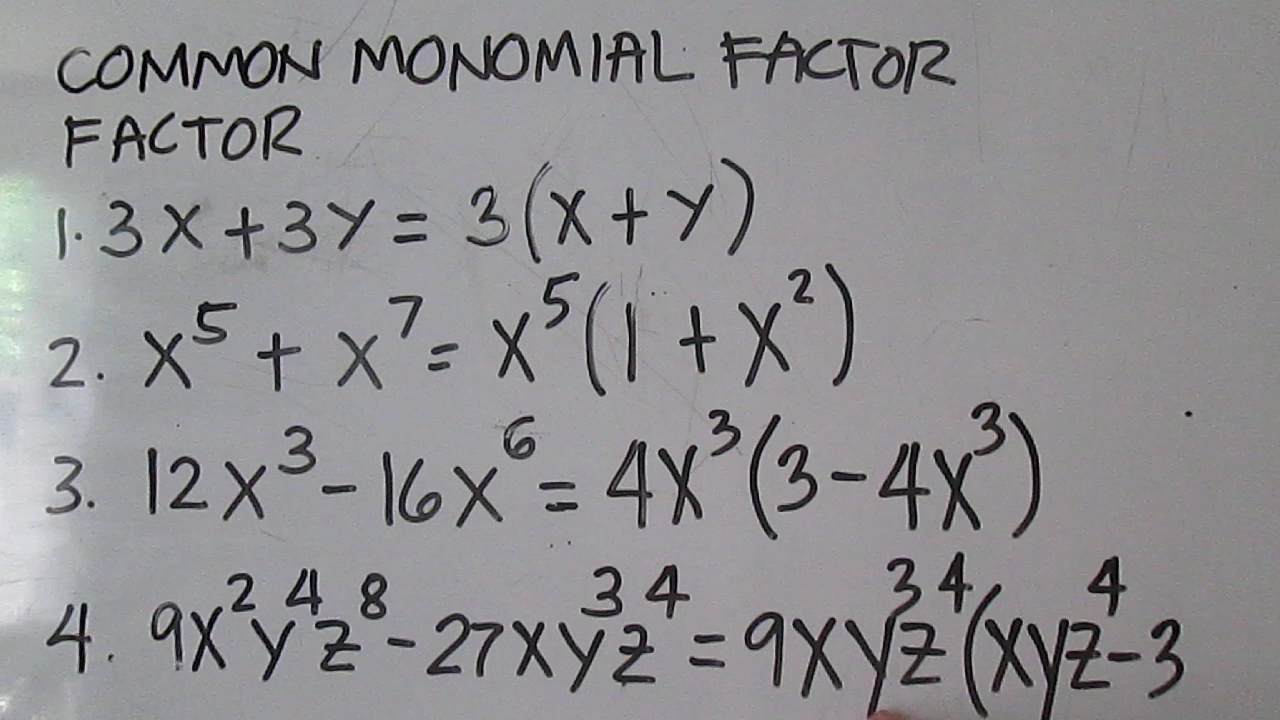 COMMON MONOMIAL FACTOR
FACTOR
1. 3X + 3Y = 3(X + Y)
2. X⁵ + X⁷ = X⁵(1 + X²)
3. 12X³ - 16X⁶ = 4X³(3 - 4X³)
4. 9X²Y⁴Z⁸ - 27XY³Z⁴ = 9XY³Z⁴(XYZ⁴ - 3